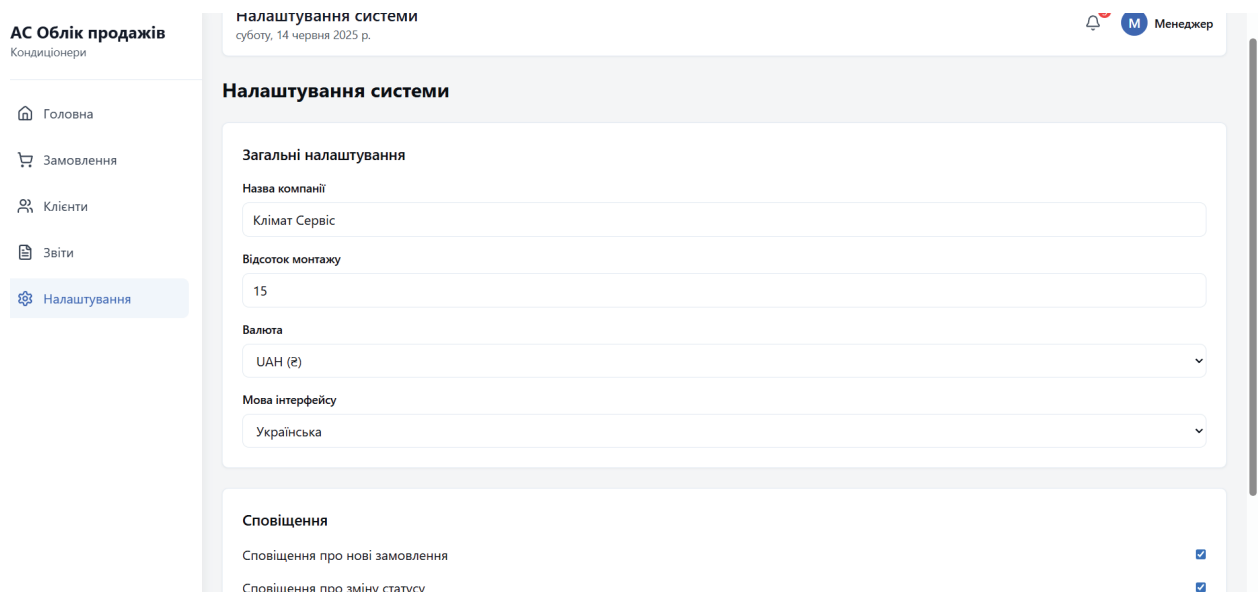 АС Облік продажів
Кондиціонери
Головна
Замовлення
Клієнти
Звіти
Налаштування
Налаштування системи
суботу, 14 червня 2025 р.
М Менеджер
Налаштування системи
Загальні налаштування
Назва компанії
Клімат Сервіс
Відсоток монтажу
15
Валюта
UAH (₴)
Мова інтерфейсу
Українська
Сповіщення
Сповіщення про нові замовлення
Сповіщення про зміну статусу